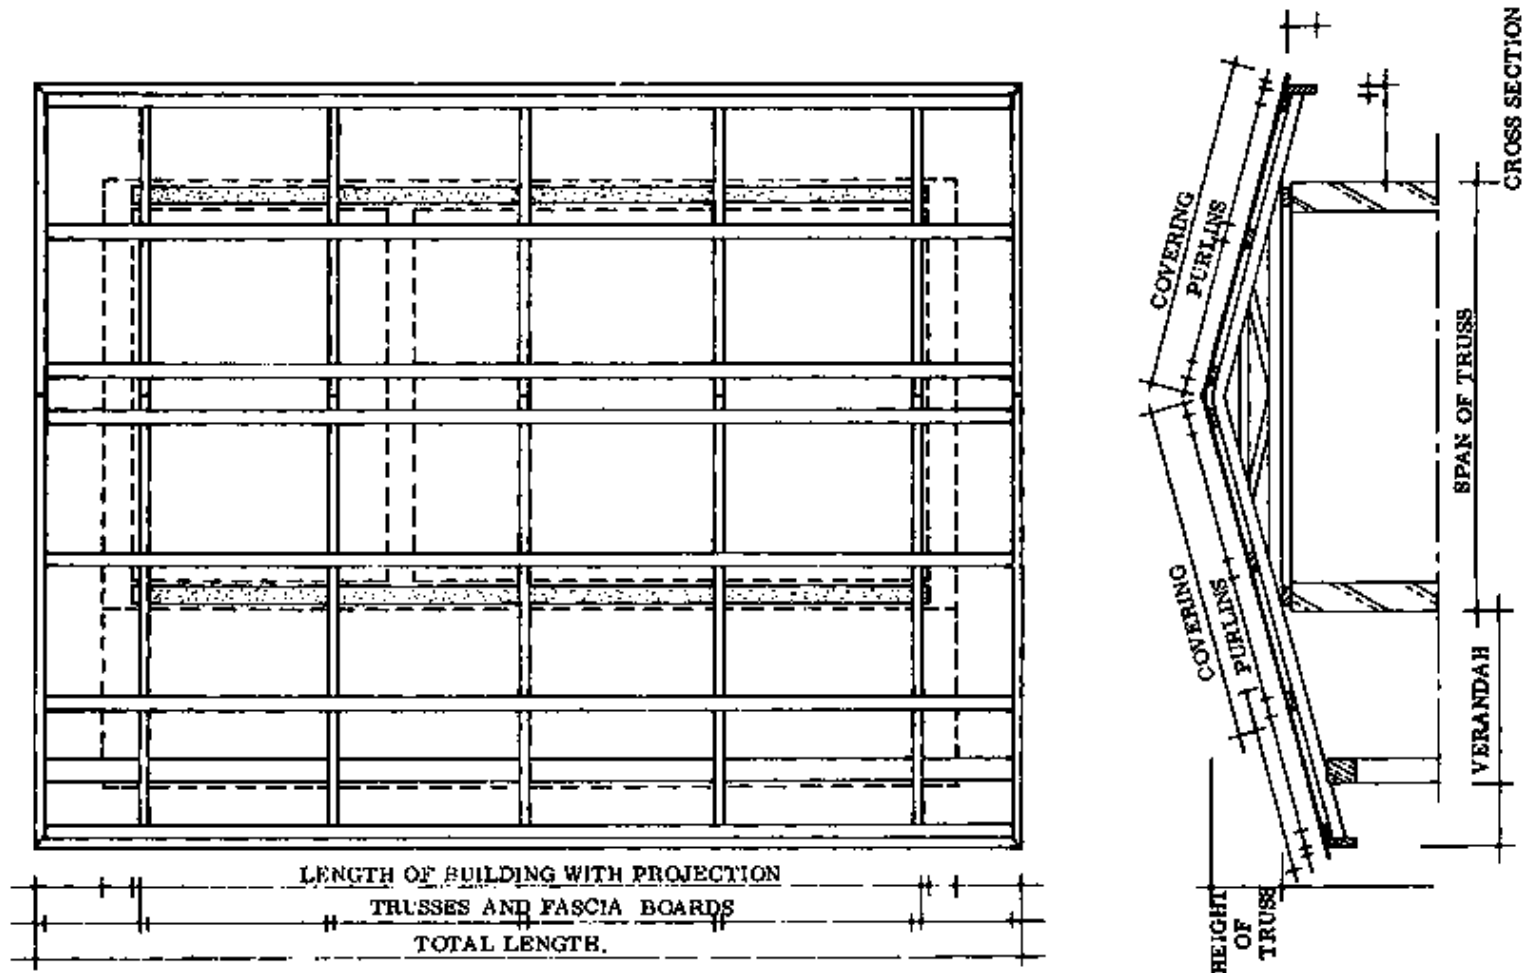 LENGTH OF BUILDING WITH PROJECTION
TRUSSES AND FASCIA BOARDS
TOTAL LENGTH.
COVERING
PURLINS
COVERING
PURLINS
HEIGHT
OF
TRUSS
SPAN OF TRUSS
VERANDAH
CROSS SECTION